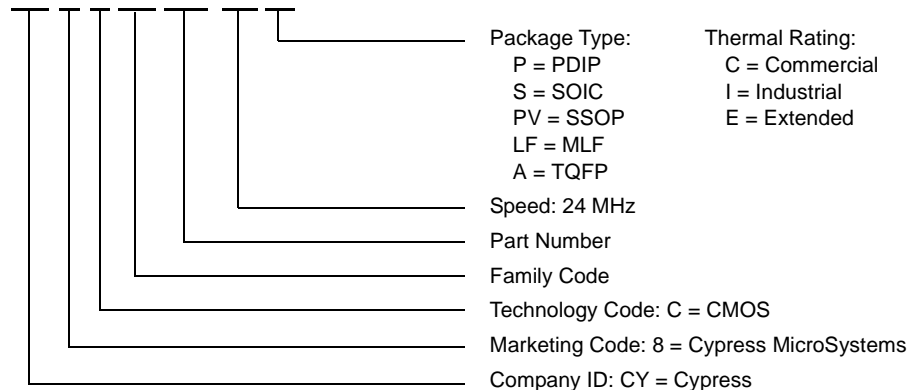 Package Type: Thermal Rating:
P = PDIP C = Commercial
S = SOIC I = Industrial
PV = SSOP E = Extended
LF = MLF
A = TQFP
Speed: 24 MHz
Part Number
Family Code
Technology Code: C = CMOS
Marketing Code: 8 = Cypress MicroSystems
Company ID: CY = Cypress